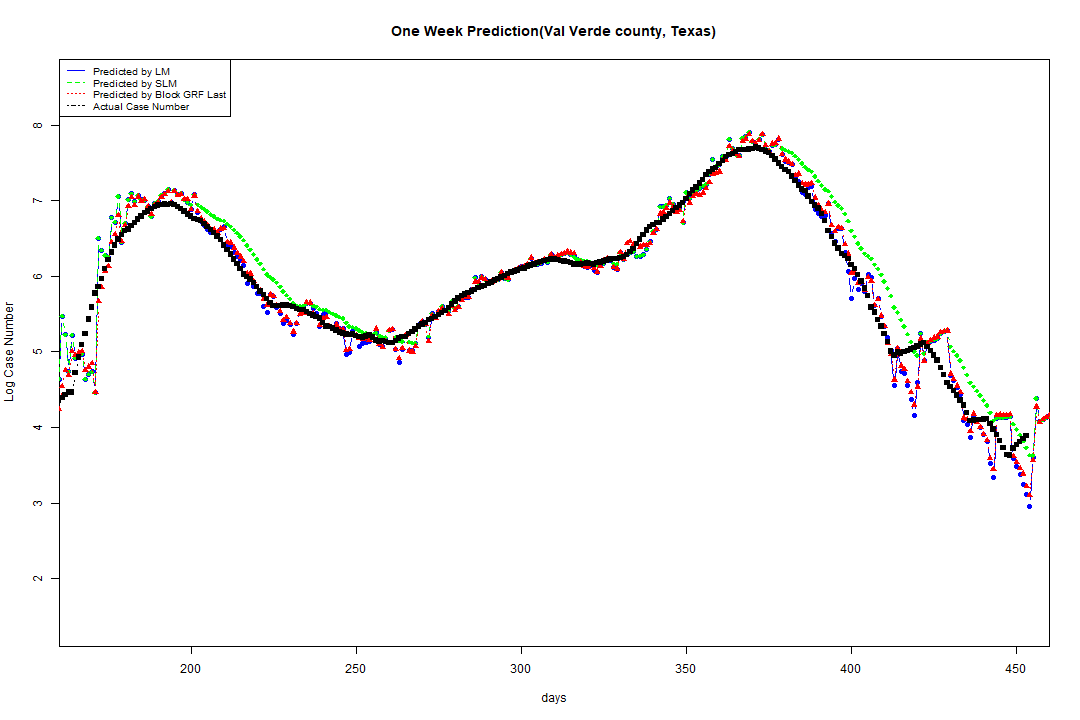 One Week Prediction(Val Verde county, Texas)
Predicted by LM
Predicted by SLM
Predicted by Block GRF Last
Actual Case Number
8
7
6
5
4
3
2
Log Case Number
200 250 300 350 400 450
days